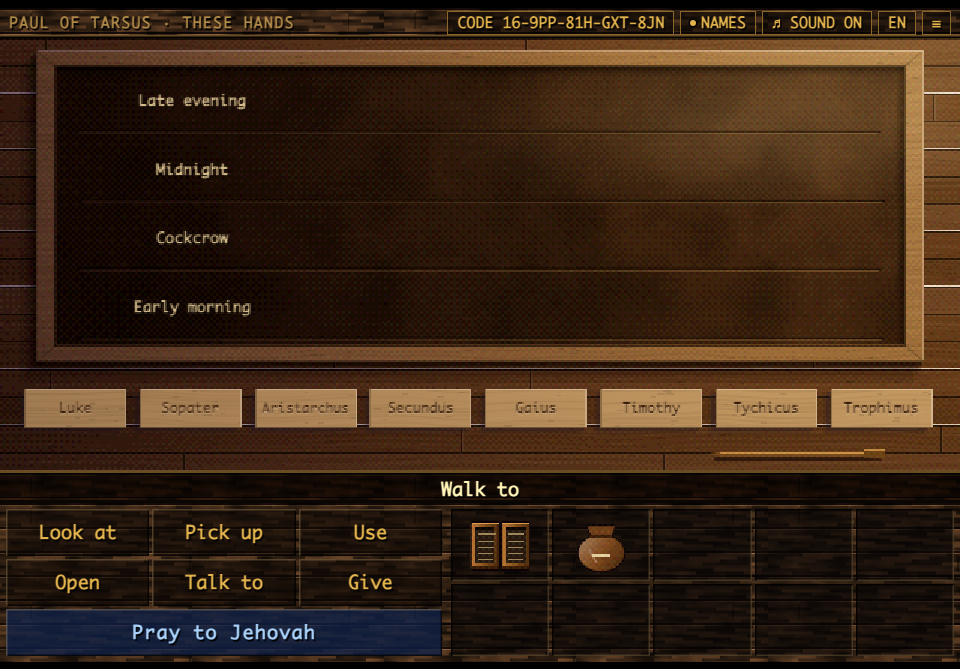 PAUL OF TARSUS · THESE HANDS
CODE 16-9PP-81H-GXT-8JN
● NAMES
♬ SOUND ON
EN
≡
Late evening
Midnight
Cockcrow
Early morning
Luke
Sopater
Aristarchus
Secundus
Gaius
Timothy
Tychicus
Trophimus
Walk to
Look at
Pick up
Use
Open
Talk to
Give
Pray to Jehovah